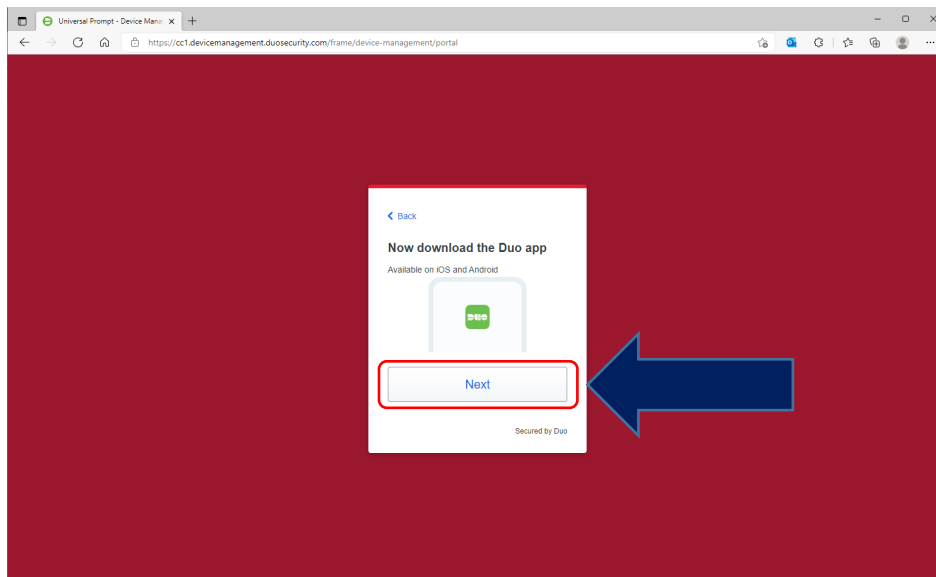 Universal Prompt - Device Mana
https://cc1.devicemanagement.duosecurity.com/frame/device-management/portal
Back
Now download the Duo app
Available on iOS and Android
DUO
Next
Secured by Duo